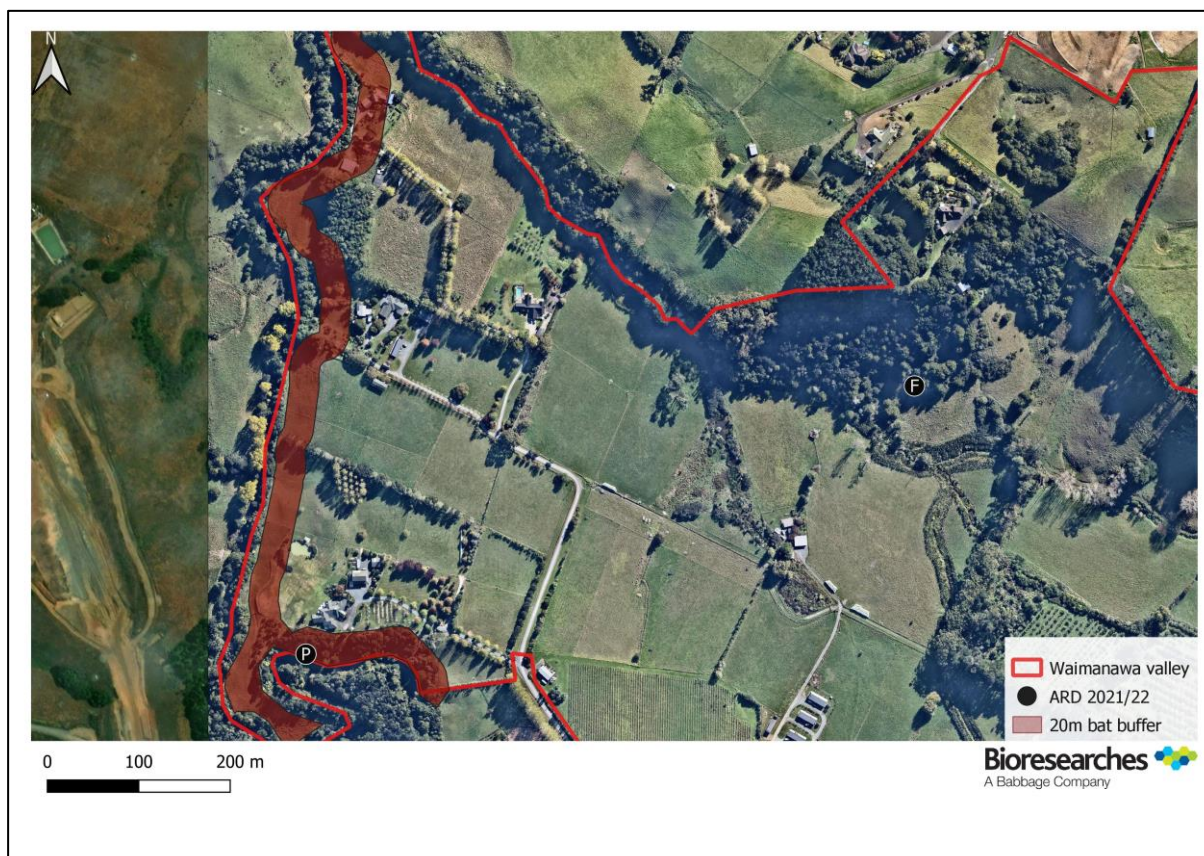 N
F
P
Waimanawa valley
ARD 2021/22
20m bat buffer
0 100 200 m
Bioresearches
A Babbage Company